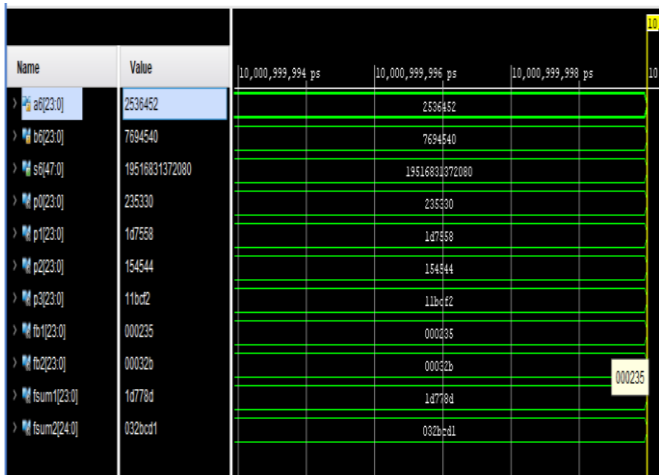 10
Name Value 10,000,999,994 ps 10,000,999,996 ps 10,000,999,998 ps 10
a6[23:0] 2536452 2536452
b6[23:0] 7694540 7694540
s6[47:0] 19516831372080 19516831372080
p0[23:0] 235330 235330
p1[23:0] 1d7558 1d7558
p2[23:0] 154544 154544
p3[23:0] 11bcf2 11bcf2
fb1[23:0] 000235 000235
fb2[23:0] 00032b 00032b
000235
fsum1[23:0] 1d778d 1d778d
fsum2[24:0] 032bcd1 032bcd1